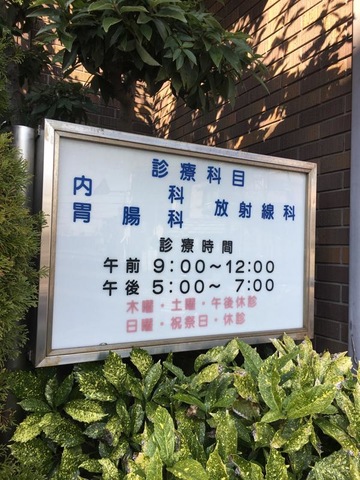 診療科目
内科
胃腸科 放射線科
診療時間
午前 9:00～12:00
午後 5:00～ 7:00
木曜・土曜・午後休診
日曜・祝祭日・休診